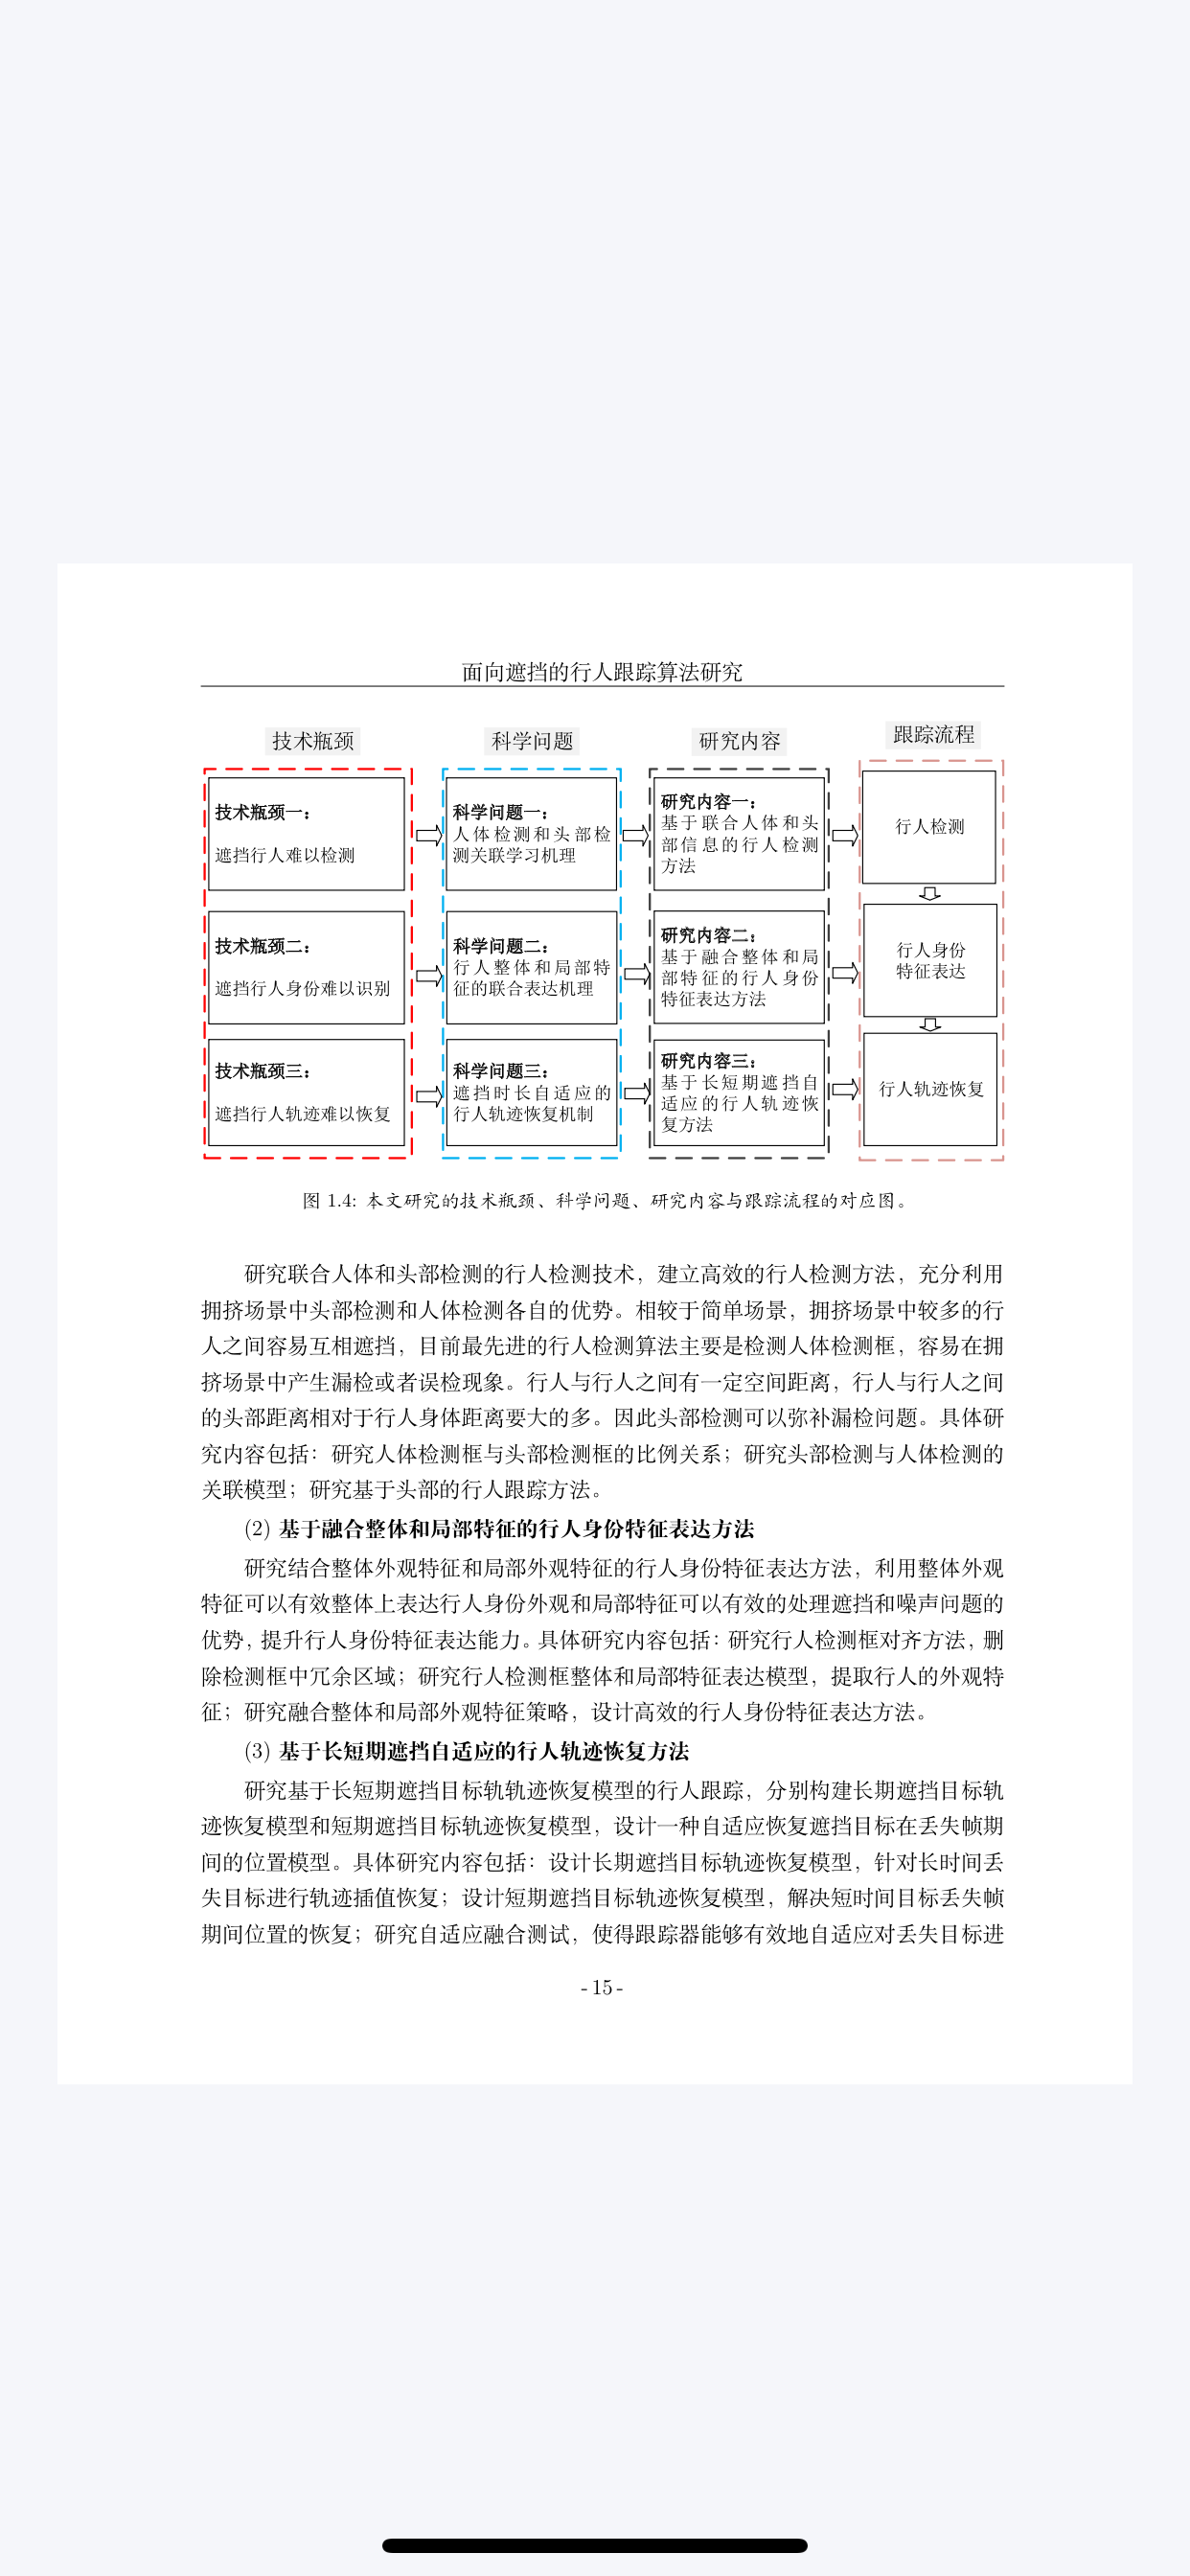 面向遮挡的行人跟踪算法研究
技术瓶颈
科学问题
研究内容
跟踪流程
技术瓶颈一：
遮挡行人难以检测
科学问题一：
人体检测和头部检
测关联学习机理
研究内容一：
基于联合人体和头
部信息的行人检测
方法
行人检测
技术瓶颈二：
遮挡行人身份难以识别
科学问题二：
行人整体和局部特
征的联合表达机理
研究内容二：
基于融合整体和局
部特征的行人身份
特征表达方法
行人身份
特征表达
技术瓶颈三：
遮挡行人轨迹难以恢复
科学问题三：
遮挡时长自适应的
行人轨迹恢复机制
研究内容三：
基于长短期遮挡自
适应的行人轨迹恢
复方法
行人轨迹恢复
图 1.4: 本文研究的技术瓶颈、科学问题、研究内容与跟踪流程的对应图。
研究联合人体和头部检测的行人检测技术，建立高效的行人检测方法，充分利用
拥挤场景中头部检测和人体检测各自的优势。相较于简单场景，拥挤场景中较多的行
人之间容易互相遮挡，目前最先进的行人检测算法主要是检测人体检测框，容易在拥
挤场景中产生漏检或者误检现象。行人与行人之间有一定空间距离，行人与行人之间
的头部距离相对于行人身体距离要大的多。因此头部检测可以弥补漏检问题。具体研
究内容包括：研究人体检测框与头部检测框的比例关系；研究头部检测与人体检测的
关联模型；研究基于头部的行人跟踪方法。
(2) 基于融合整体和局部特征的行人身份特征表达方法
研究结合整体外观特征和局部外观特征的行人身份特征表达方法，利用整体外观
特征可以有效整体上表达行人身份外观和局部特征可以有效的处理遮挡和噪声问题的
优势，提升行人身份特征表达能力。具体研究内容包括：研究行人检测框对齐方法，删
除检测框中冗余区域；研究行人检测框整体和局部特征表达模型，提取行人的外观特
征；研究融合整体和局部外观特征策略，设计高效的行人身份特征表达方法。
(3) 基于长短期遮挡自适应的行人轨迹恢复方法
研究基于长短期遮挡目标轨轨迹恢复模型的行人跟踪，分别构建长期遮挡目标轨
迹恢复模型和短期遮挡目标轨迹恢复模型，设计一种自适应恢复遮挡目标在丢失帧期
间的位置模型。具体研究内容包括：设计长期遮挡目标轨迹恢复模型，针对长时间丢
失目标进行轨迹插值恢复；设计短期遮挡目标轨迹恢复模型，解决短时间目标丢失帧
期间位置的恢复；研究自适应融合测试，使得跟踪器能够有效地自适应对丢失目标进
- 15 -